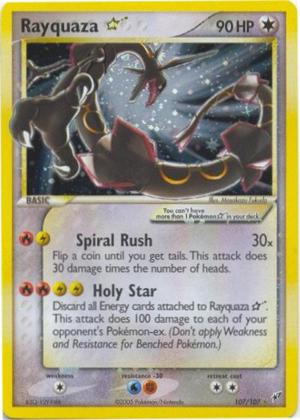 Rayquaza ☆ 90 HP
BASIC
Illus. Masakazu Fukuda
You can't have
more than 1 Pokémon ☆ in your deck.
Spiral Rush 30x
Flip a coin until you get tails. This attack does
30 damage times the number of heads.
Holy Star
Discard all Energy cards attached to Rayquaza ☆.
This attack does 100 damage to each of your
opponent's Pokémon-ex. (Don't apply Weakness
and Resistance for Benched Pokémon.)
weakness resistance -30 retreat cost
©2005 Pokémon/Nintendo 107/107